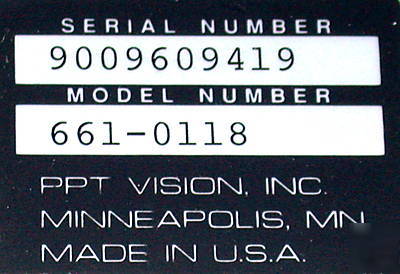 SERIAL NUMBER
9009609419
MODEL NUMBER
661-0118
PPT VISION, INC.
MINNEAPOLIS, MN
MADE IN U.S.A.